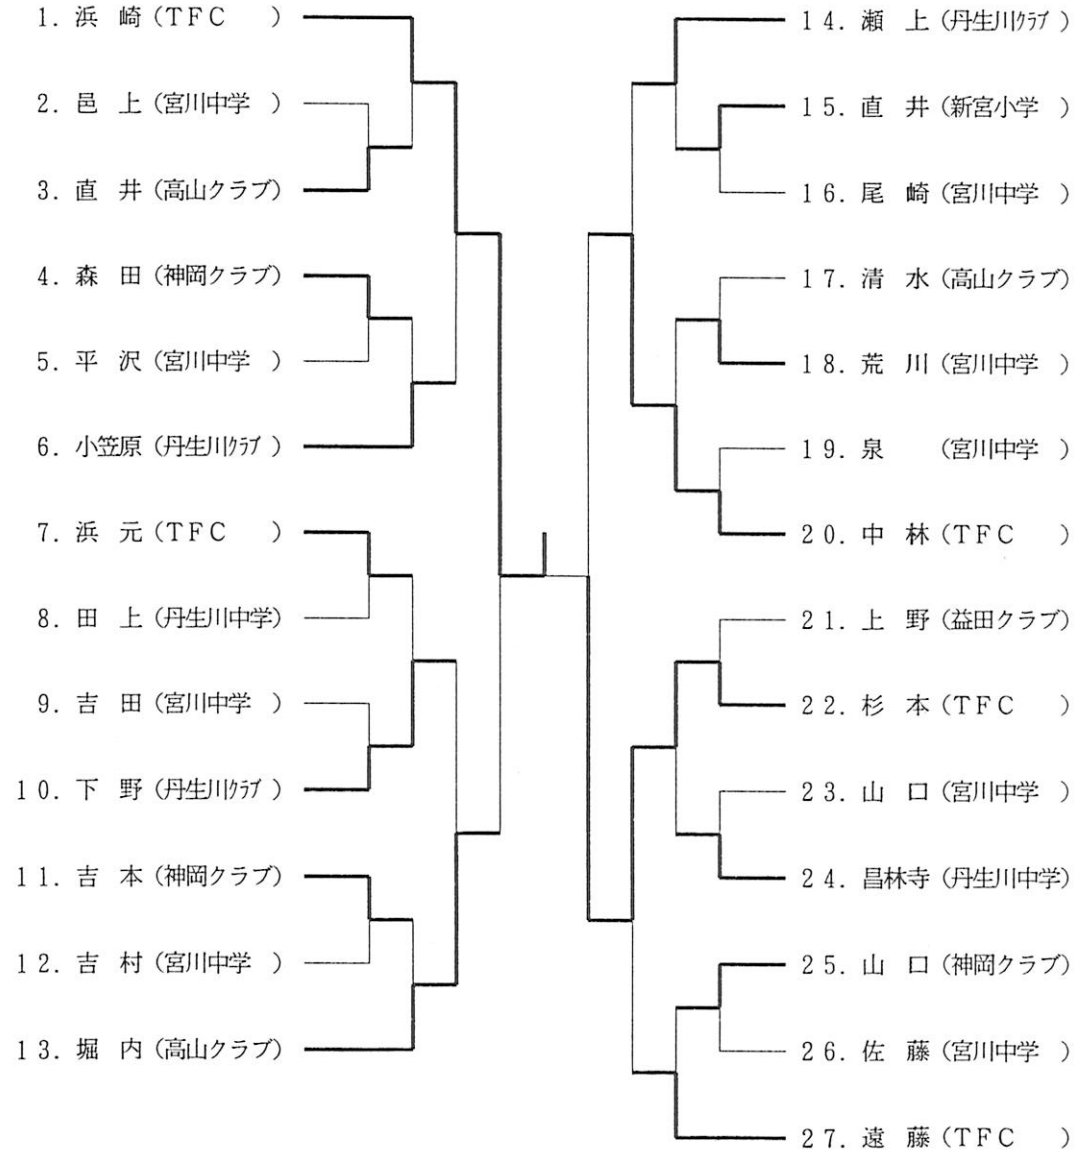 1. 浜 崎 (TFC )
2. 邑 上 (宮川中学 )
3. 直 井 (高山クラブ)
4. 森 田 (神岡クラブ)
5. 平 沢 (宮川中学 )
6. 小笠原 (丹生川ｸﾗﾌﾞ )
7. 浜 元 (TFC )
8. 田 上 (丹生川中学)
9. 吉 田 (宮川中学 )
10. 下 野 (丹生川ｸﾗﾌﾞ )
11. 吉 本 (神岡クラブ)
12. 吉 村 (宮川中学 )
13. 堀 内 (高山クラブ)
14. 瀬 上 (丹生川ｸﾗﾌﾞ )
15. 直 井 (新宮小学 )
16. 尾 崎 (宮川中学 )
17. 清 水 (高山クラブ)
18. 荒 川 (宮川中学 )
19. 泉 (宮川中学 )
20. 中 林 (TFC )
21. 上 野 (益田クラブ)
22. 杉 本 (TFC )
23. 山 口 (宮川中学 )
24. 昌林寺 (丹生川中学)
25. 山 口 (神岡クラブ)
26. 佐 藤 (宮川中学 )
27. 遠 藤 (TFC )